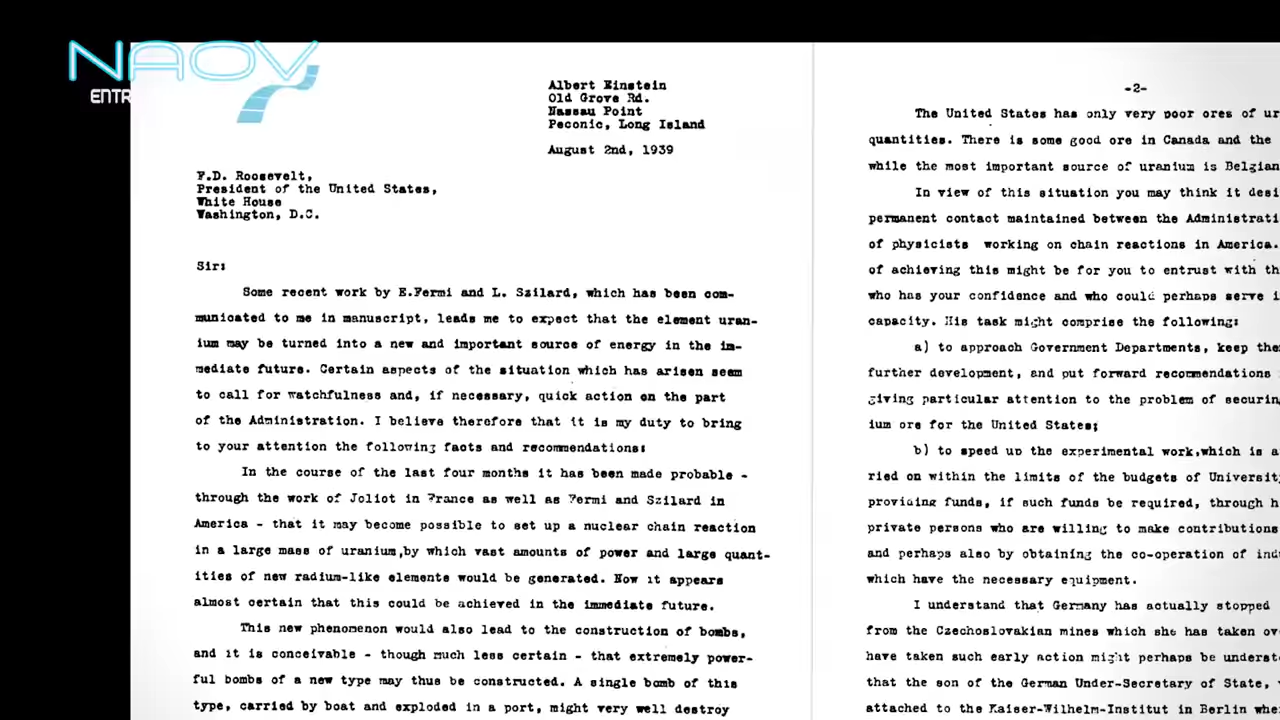 NAOV
ENTR
Albert Einstein
Old Grove Rd.
Nassau Point
Peconic, Long Island
August 2nd, 1939
F.D. Roosevelt,
President of the United States,
White House
Washington, D.C.
Sir:
Some recent work by E.Fermi and L. Szilard, which has been com-
municated to me in manuscript, leads me to expect that the element uran-
ium may be turned into a new and important source of energy in the im-
mediate future. Certain aspects of the situation which has arisen seem
to call for watchfulness and, if necessary, quick action on the part
of the Administration. I believe therefore that it is my duty to bring
to your attention the following facts and recommendations:
In the course of the last four months it has been made probable -
through the work of Joliot in France as well as Fermi and Szilard in
America - that it may become possible to set up a nuclear chain reaction
in a large mass of uranium,by which vast amounts of power and large quant-
ities of new radium-like elements would be generated. Now it appears
almost certain that this could be achieved in the immediate future.
This new phenomenon would also lead to the construction of bombs,
and it is conceivable - though much less certain - that extremely power-
ful bombs of a new type may thus be constructed. A single bomb of this
type, carried by boat and exploded in a port, might very well destroy
-2-
The United States has only very poor ores of ur
quantities. There is some good ore in Canada and the
while the most important source of uranium is Belgian
In view of this situation you may think it desi
permanent contact maintained between the Administrati
of physicists working on chain reactions in America.
of achieving this might be for you to entrust with th
who has your confidence and who could perhaps serve i
capacity. His task might comprise the following:
a) to approach Government Departments, keep the
further development, and put forward recommendations
giving particular attention to the problem of securin
ium ore for the United States;
b) to speed up the experimental work,which is a
ried on within the limits of the budgets of Universit
providing funds, if such funds be required, through h
private persons who are willing to make contributions
and perhaps also by obtaining the co-operation of ind
which have the necessary equipment.
I understand that Germany has actually stopped
from the Czechoslovakian mines which she has taken ov
have taken such early action might perhaps be underst
that the son of the German Under-Secretary of State,
attached to the Kaiser-Wilhelm-Institut in Berlin whe